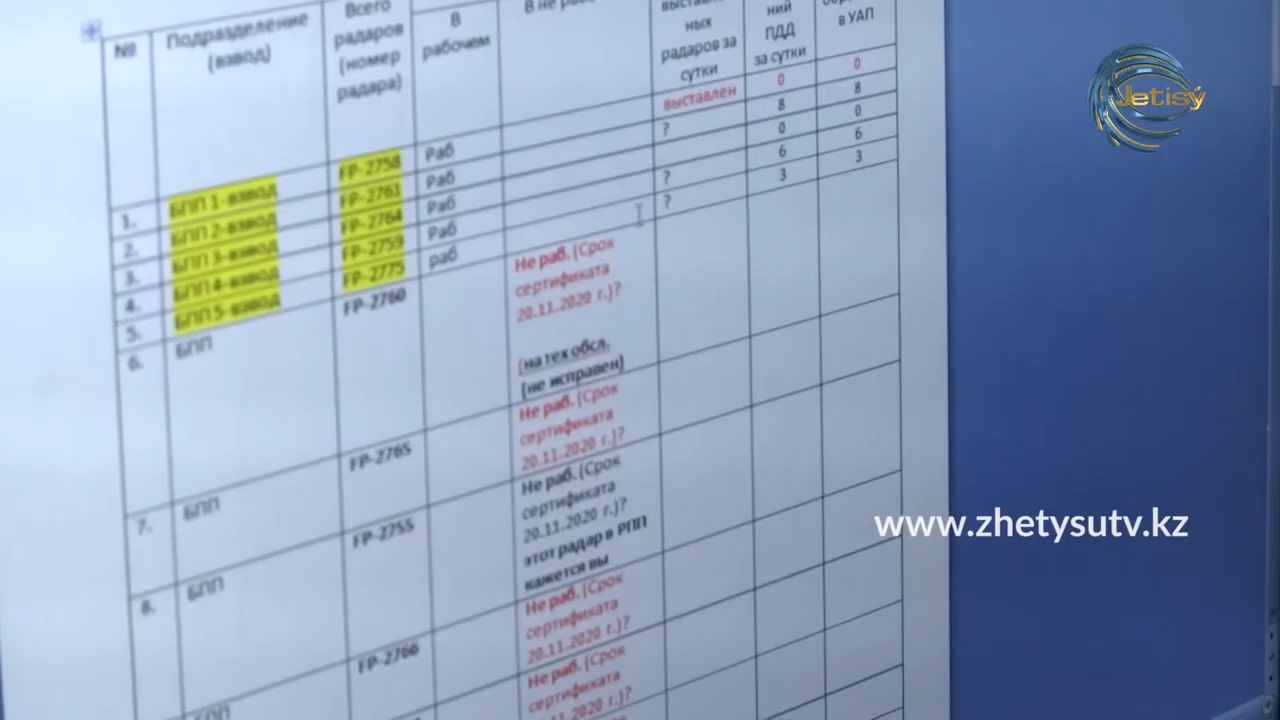 №
Подразделение
(взвод)
Всего
радаров
(номер
радара)
В
рабочем
В не
ных
радаров за
сутки
ний
ПДД
за сутки
в УАП
выставлен
0
0
?
8
8
0
0
?
6
6
?
3
3
1.
БПП 1-взвод
FP-2758
Раб
2.
БПП 2-взвод
FP-2761
Раб
3.
БПП 3-взвод
FP-2764
Раб
4.
БПП 4-взвод
FP-2759
Раб
5.
БПП 5-взвод
FP-2775
раб
6.
БПП
FP-2760
Не раб. (Срок
сертификата
20.11.2020 г.)?
(на тех обсл.
(не исправен)
7.
БПП
FP-2765
Не раб. (Срок
сертификата
20.11.2020 г.)?
8.
БПП
FP-2755
Не раб. (Срок
сертификата
20.11.2020 г.)?
этот радар в РПП
кажется вы
БПП
FP-2766
Не раб. (Срок
сертификата
20.11.2020 г.)?
Не раб. (Срок
сертификата
20.11.2020 г.)?
Jetisý
www.zhetysutv.kz